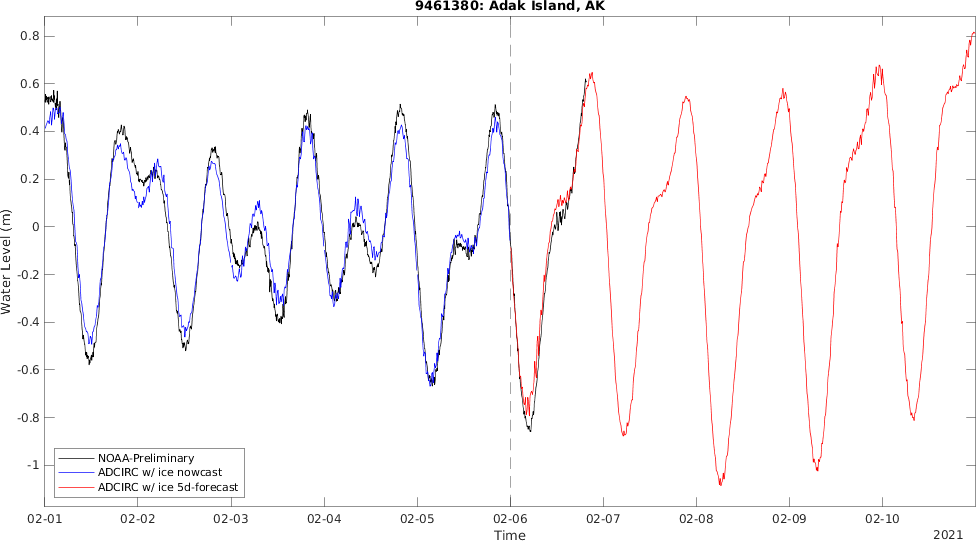 9461380: Adak Island, AK
0.8
0.6
0.4
0.2
0
-0.2
-0.4
-0.6
-0.8
-1
Water Level (m)
NOAA-Preliminary
ADCIRC w/ ice nowcast
ADCIRC w/ ice 5d-forecast
02-01 02-02 02-03 02-04 02-05 02-06 02-07 02-08 02-09 02-10
Time
2021